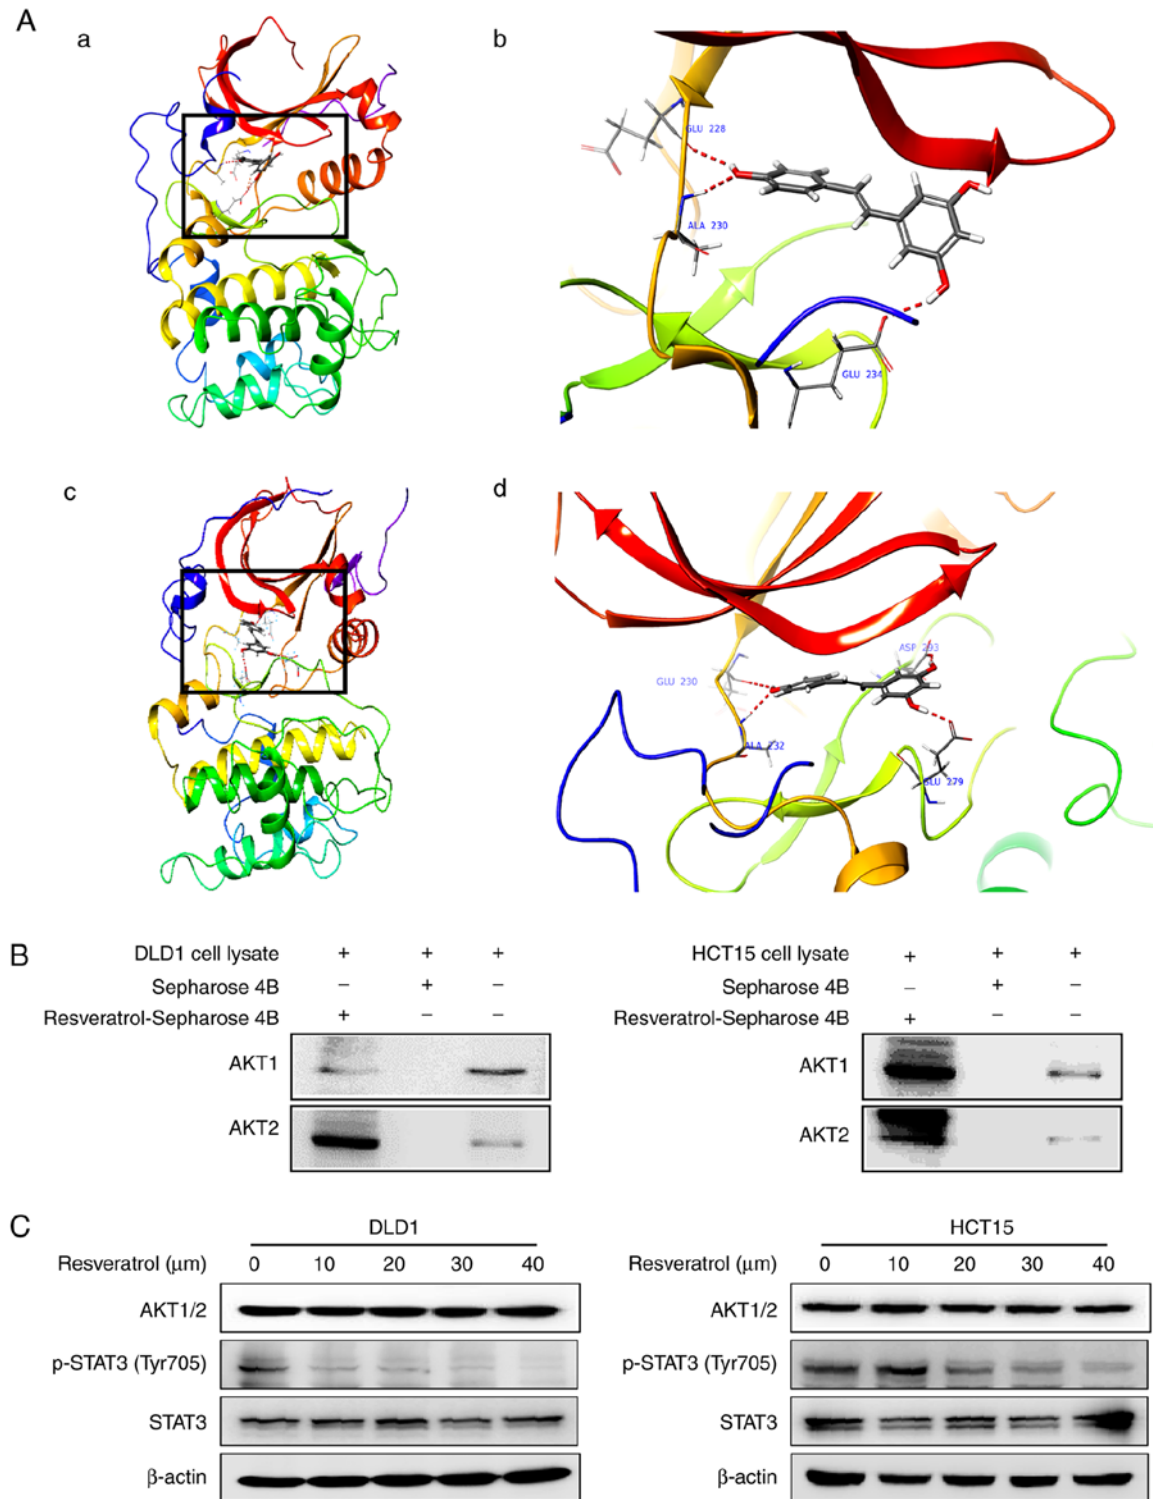 A
a
b
GLU 228
ALA 230
GLU 234
c
d
ASP 293
GLU 230
ALA 232
GLU 279
B
DLD1 cell lysate + + +
Sepharose 4B – + –
Resveratrol-Sepharose 4B + – –
AKT1
AKT2
HCT15 cell lysate + + +
Sepharose 4B – + –
Resveratrol-Sepharose 4B + – –
AKT1
AKT2
C
DLD1
Resveratrol (μm) 0 10 20 30 40
AKT1/2
p-STAT3 (Tyr705)
STAT3
β-actin
HCT15
Resveratrol (μm) 0 10 20 30 40
AKT1/2
p-STAT3 (Tyr705)
STAT3
β-actin